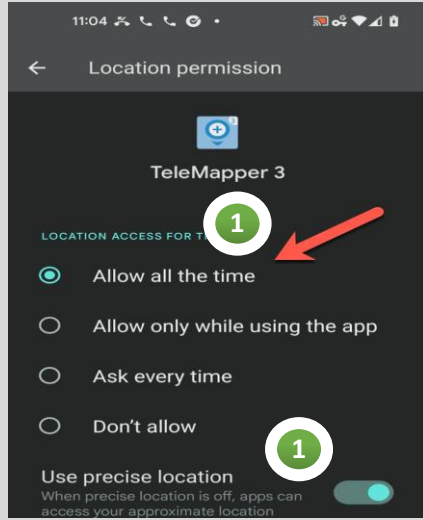 11:04
Location permission
TeleMapper 3
1
LOCATION ACCESS FOR T
Allow all the time
Allow only while using the app
Ask every time
Don't allow
1
Use precise location
When precise location is off, apps can
access your approximate location